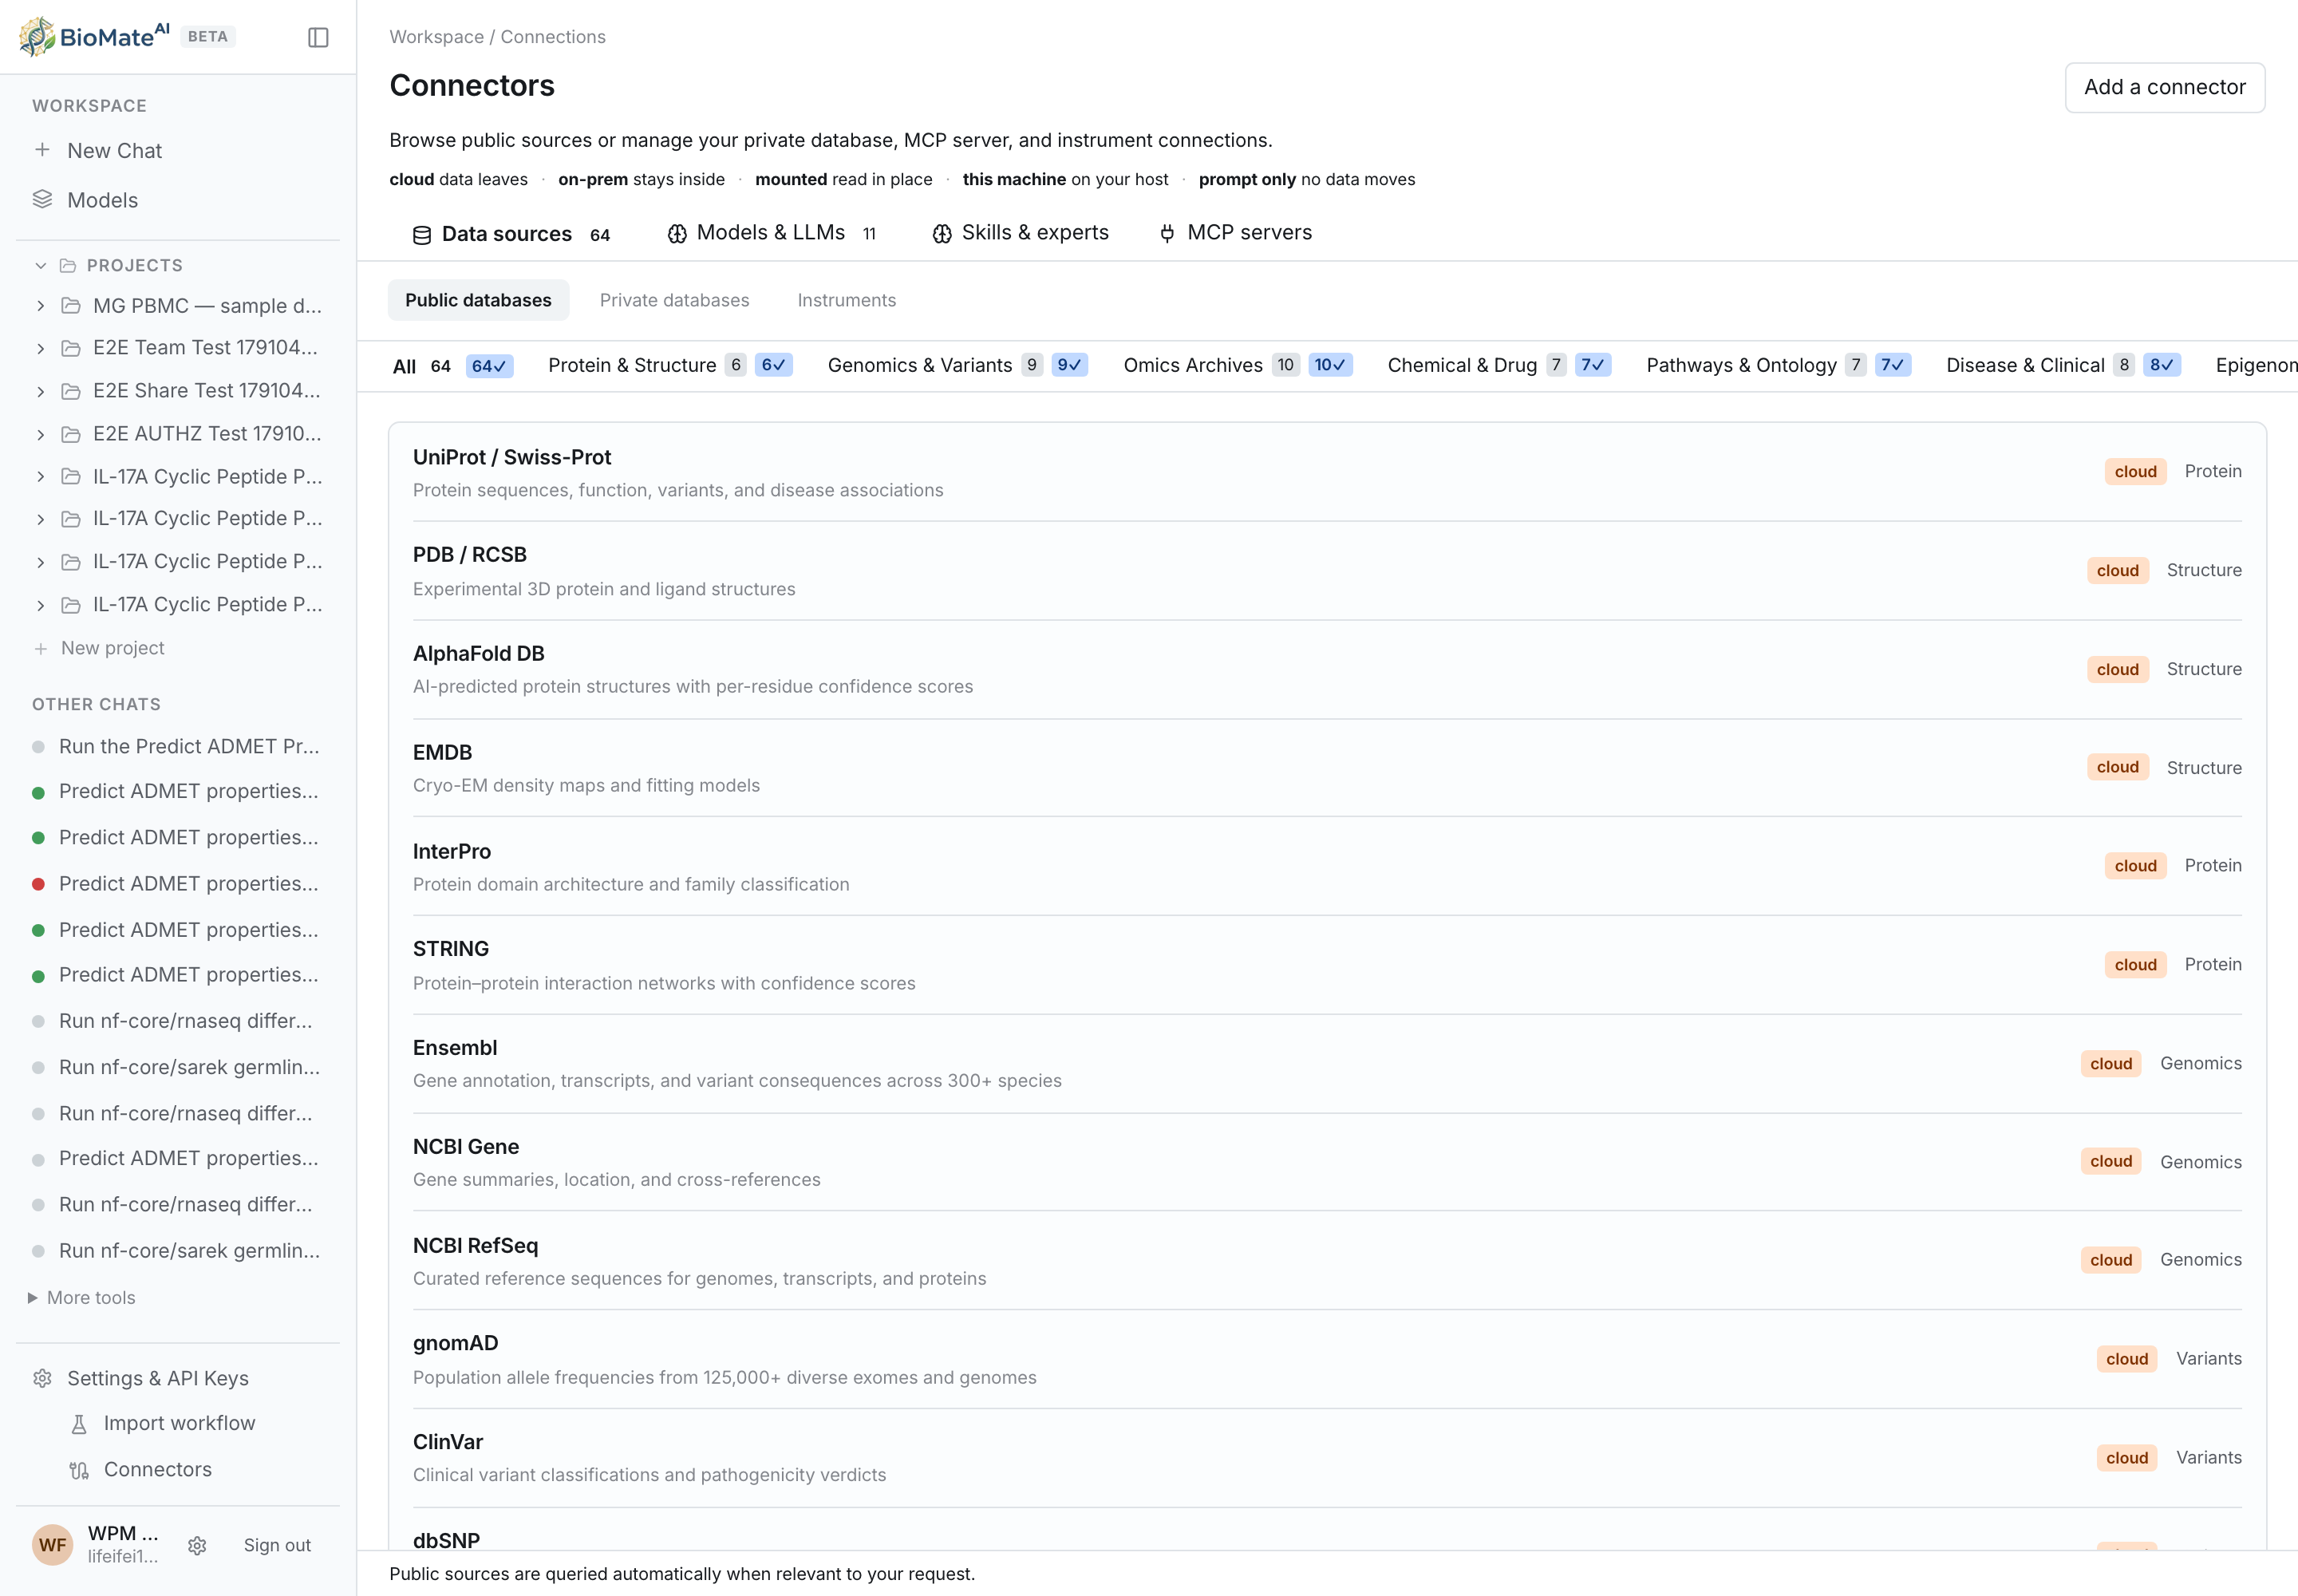 BioMateAI BETA
WORKSPACE
New Chat
Models
PROJECTS
MG PBMC — sample d...
E2E Team Test 179104...
E2E Share Test 179104...
E2E AUTHZ Test 17910...
IL-17A Cyclic Peptide P...
IL-17A Cyclic Peptide P...
IL-17A Cyclic Peptide P...
IL-17A Cyclic Peptide P...
New project
OTHER CHATS
Run the Predict ADMET Pr...
Predict ADMET properties...
Predict ADMET properties...
Predict ADMET properties...
Predict ADMET properties...
Predict ADMET properties...
Run nf-core/rnaseq differ...
Run nf-core/sarek germlin...
Run nf-core/rnaseq differ...
Predict ADMET properties...
Run nf-core/rnaseq differ...
Run nf-core/sarek germlin...
More tools
Settings & API Keys
Import workflow
Connectors
WF WPM ...
lifeifei1...
Sign out
Workspace / Connections
Connectors
Add a connector
Browse public sources or manage your private database, MCP server, and instrument connections.
cloud data leaves · on-prem stays inside · mounted read in place · this machine on your host · prompt only no data moves
Data sources 64 Models & LLMs 11 Skills & experts MCP servers
Public databases Private databases Instruments
All 64 64✓ Protein & Structure 6 6✓ Genomics & Variants 9 9✓ Omics Archives 10 10✓ Chemical & Drug 7 7✓ Pathways & Ontology 7 7✓ Disease & Clinical 8 8✓ Epigenon
UniProt / Swiss-Prot
Protein sequences, function, variants, and disease associations
cloud Protein
PDB / RCSB
Experimental 3D protein and ligand structures
cloud Structure
AlphaFold DB
AI-predicted protein structures with per-residue confidence scores
cloud Structure
EMDB
Cryo-EM density maps and fitting models
cloud Structure
InterPro
Protein domain architecture and family classification
cloud Protein
STRING
Protein–protein interaction networks with confidence scores
cloud Protein
Ensembl
Gene annotation, transcripts, and variant consequences across 300+ species
cloud Genomics
NCBI Gene
Gene summaries, location, and cross-references
cloud Genomics
NCBI RefSeq
Curated reference sequences for genomes, transcripts, and proteins
cloud Genomics
gnomAD
Population allele frequencies from 125,000+ diverse exomes and genomes
cloud Variants
ClinVar
Clinical variant classifications and pathogenicity verdicts
cloud Variants
dbSNP
Public sources are queried automatically when relevant to your request.